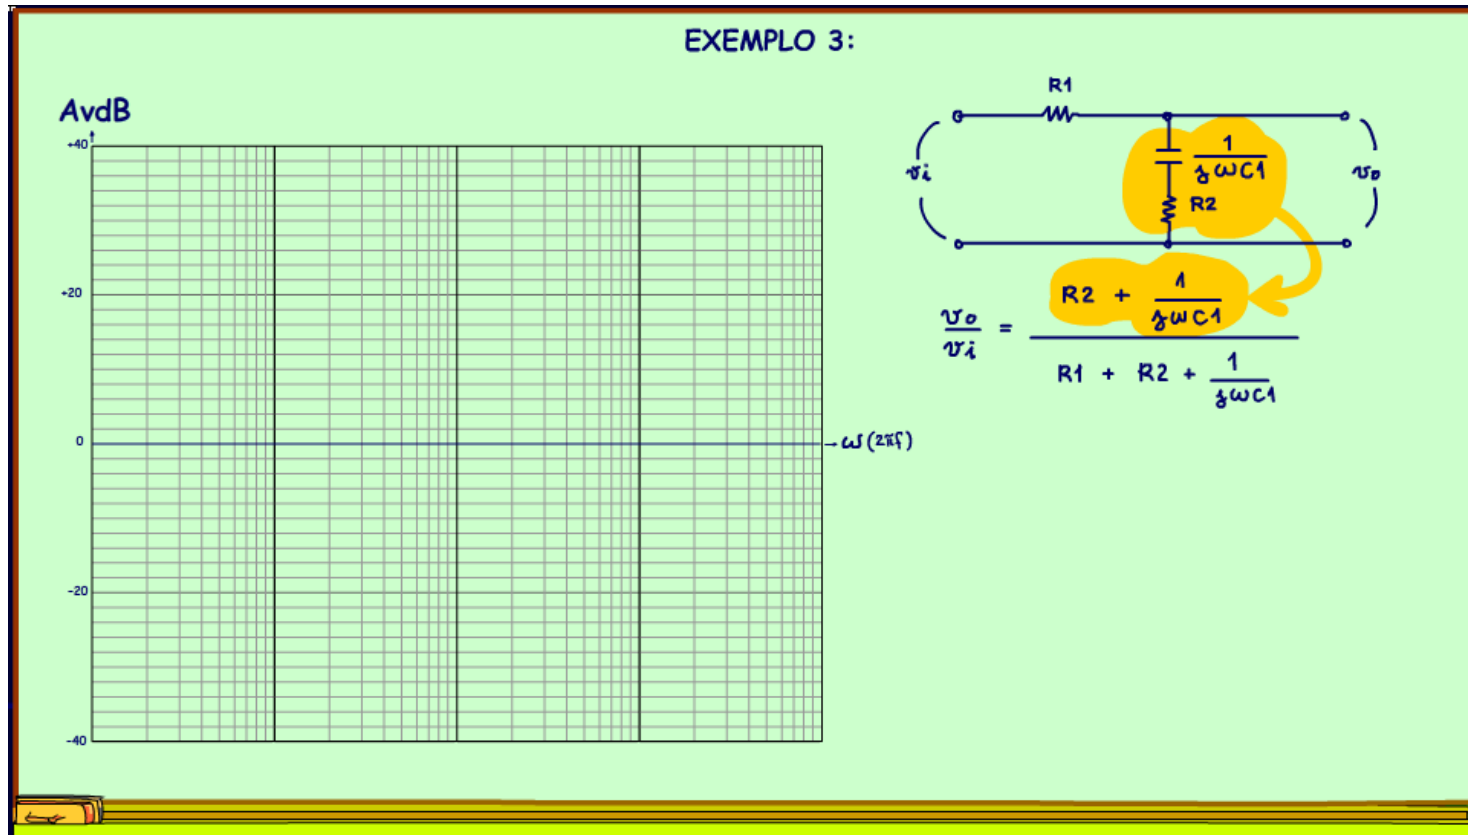 EXEMPLO 3:
AvdB
+40
+20
0
-20
-40
ω(2πf)
R1
vi
1
jωC1
R2
vo
R2 + 1
jωC1
vo
vi
=
R1 + R2 + 1
jωC1